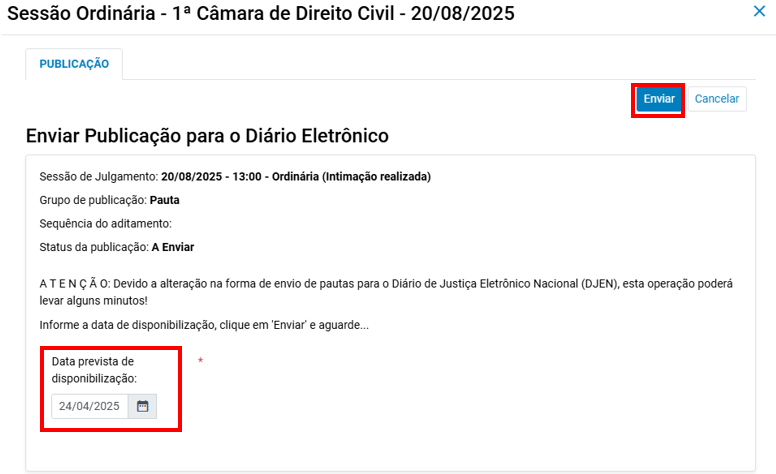 Sessão Ordinária - 1ª Câmara de Direito Civil - 20/08/2025
PUBLICAÇÃO
Enviar Cancelar
Enviar Publicação para o Diário Eletrônico
Sessão de Julgamento: 20/08/2025 - 13:00 - Ordinária (Intimação realizada)
Grupo de publicação: Pauta
Sequência do aditamento:
Status da publicação: A Enviar
A T E N Ç Ã O: Devido a alteração na forma de envio de pautas para o Diário de Justiça Eletrônico Nacional (DJEN), esta operação poderá
levar alguns minutos!
Informe a data de disponibilização, clique em 'Enviar' e aguarde...
Data prevista de *
disponibilização:
24/04/2025